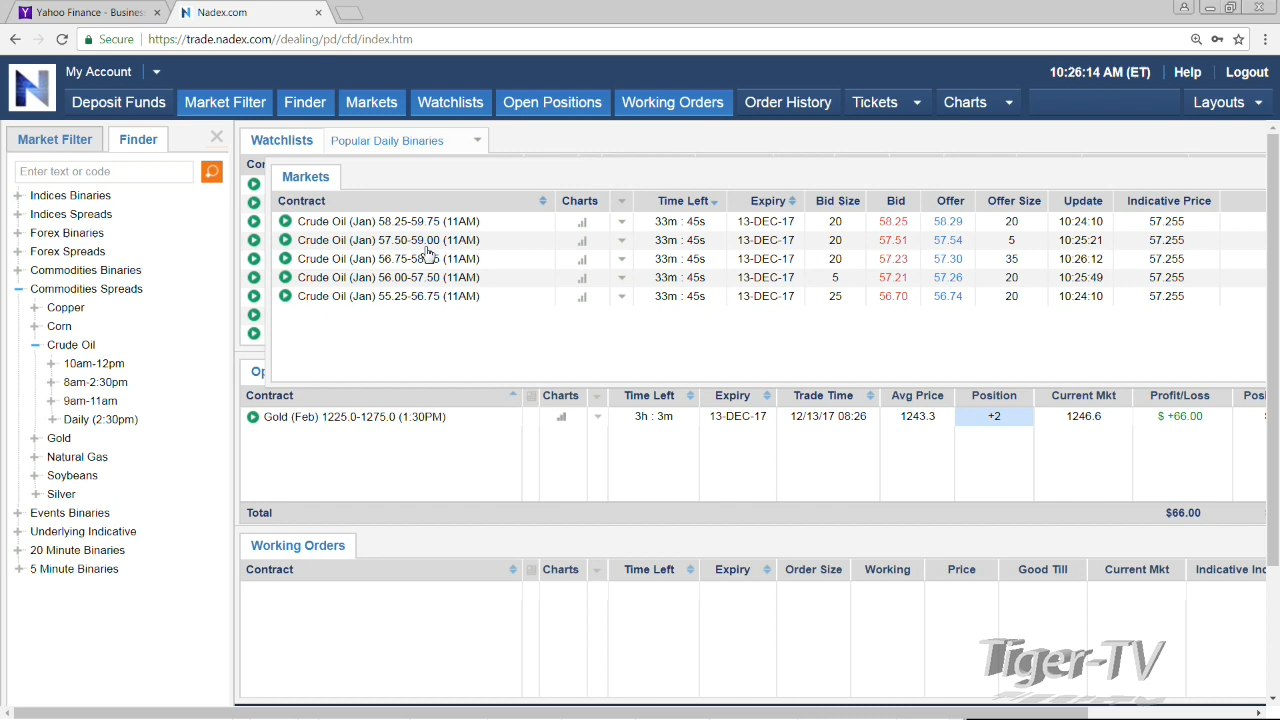 Yahoo Finance - Busines
Nadex.com
Secure https://trade.nadex.com//dealing/pd/cfd/index.htm
N My Account 10:26:14 AM (ET) Help Logout
Deposit Funds Market Filter Finder Markets Watchlists Open Positions Working Orders Order History Tickets Charts Layouts
Market Filter Finder
Enter text or code
Indices Binaries
Indices Spreads
Forex Binaries
Forex Spreads
Commodities Binaries
Commodities Spreads
Copper
Corn
Crude Oil
10am-12pm
8am-2:30pm
9am-11am
Daily (2:30pm)
Gold
Natural Gas
Soybeans
Silver
Events Binaries
Underlying Indicative
20 Minute Binaries
5 Minute Binaries
Watchlists Popular Daily Binaries
Cor
Markets
Contract Charts Time Left Expiry Bid Size Bid Offer Offer Size Update Indicative Price
Crude Oil (Jan) 58.25-59.75 (11AM) 33m : 45s 13-DEC-17 20 58.25 58.29 20 10:24:10 57.255
Crude Oil (Jan) 57.50-59.00 (11AM) 33m : 45s 13-DEC-17 20 57.51 57.54 5 10:25:21 57.255
Crude Oil (Jan) 56.75-58 5 (11AM) 33m : 45s 13-DEC-17 20 57.23 57.30 35 10:26:12 57.255
Crude Oil (Jan) 56.00-57.50 (11AM) 33m : 45s 13-DEC-17 5 57.21 57.26 20 10:25:49 57.255
Crude Oil (Jan) 55.25-56.75 (11AM) 33m : 45s 13-DEC-17 25 56.70 56.74 20 10:24:10 57.255
Op
Contract Charts Time Left Expiry Trade Time Avg Price Position Current Mkt Profit/Loss Pos
Gold (Feb) 1225.0-1275.0 (1:30PM) 3h : 3m 13-DEC-17 12/13/17 08:26 1243.3 +2 1246.6 $ +66.00
Total $66.00
Working Orders
Contract Charts Time Left Expiry Order Size Working Price Good Till Current Mkt Indicative Inc
Tiger-TV